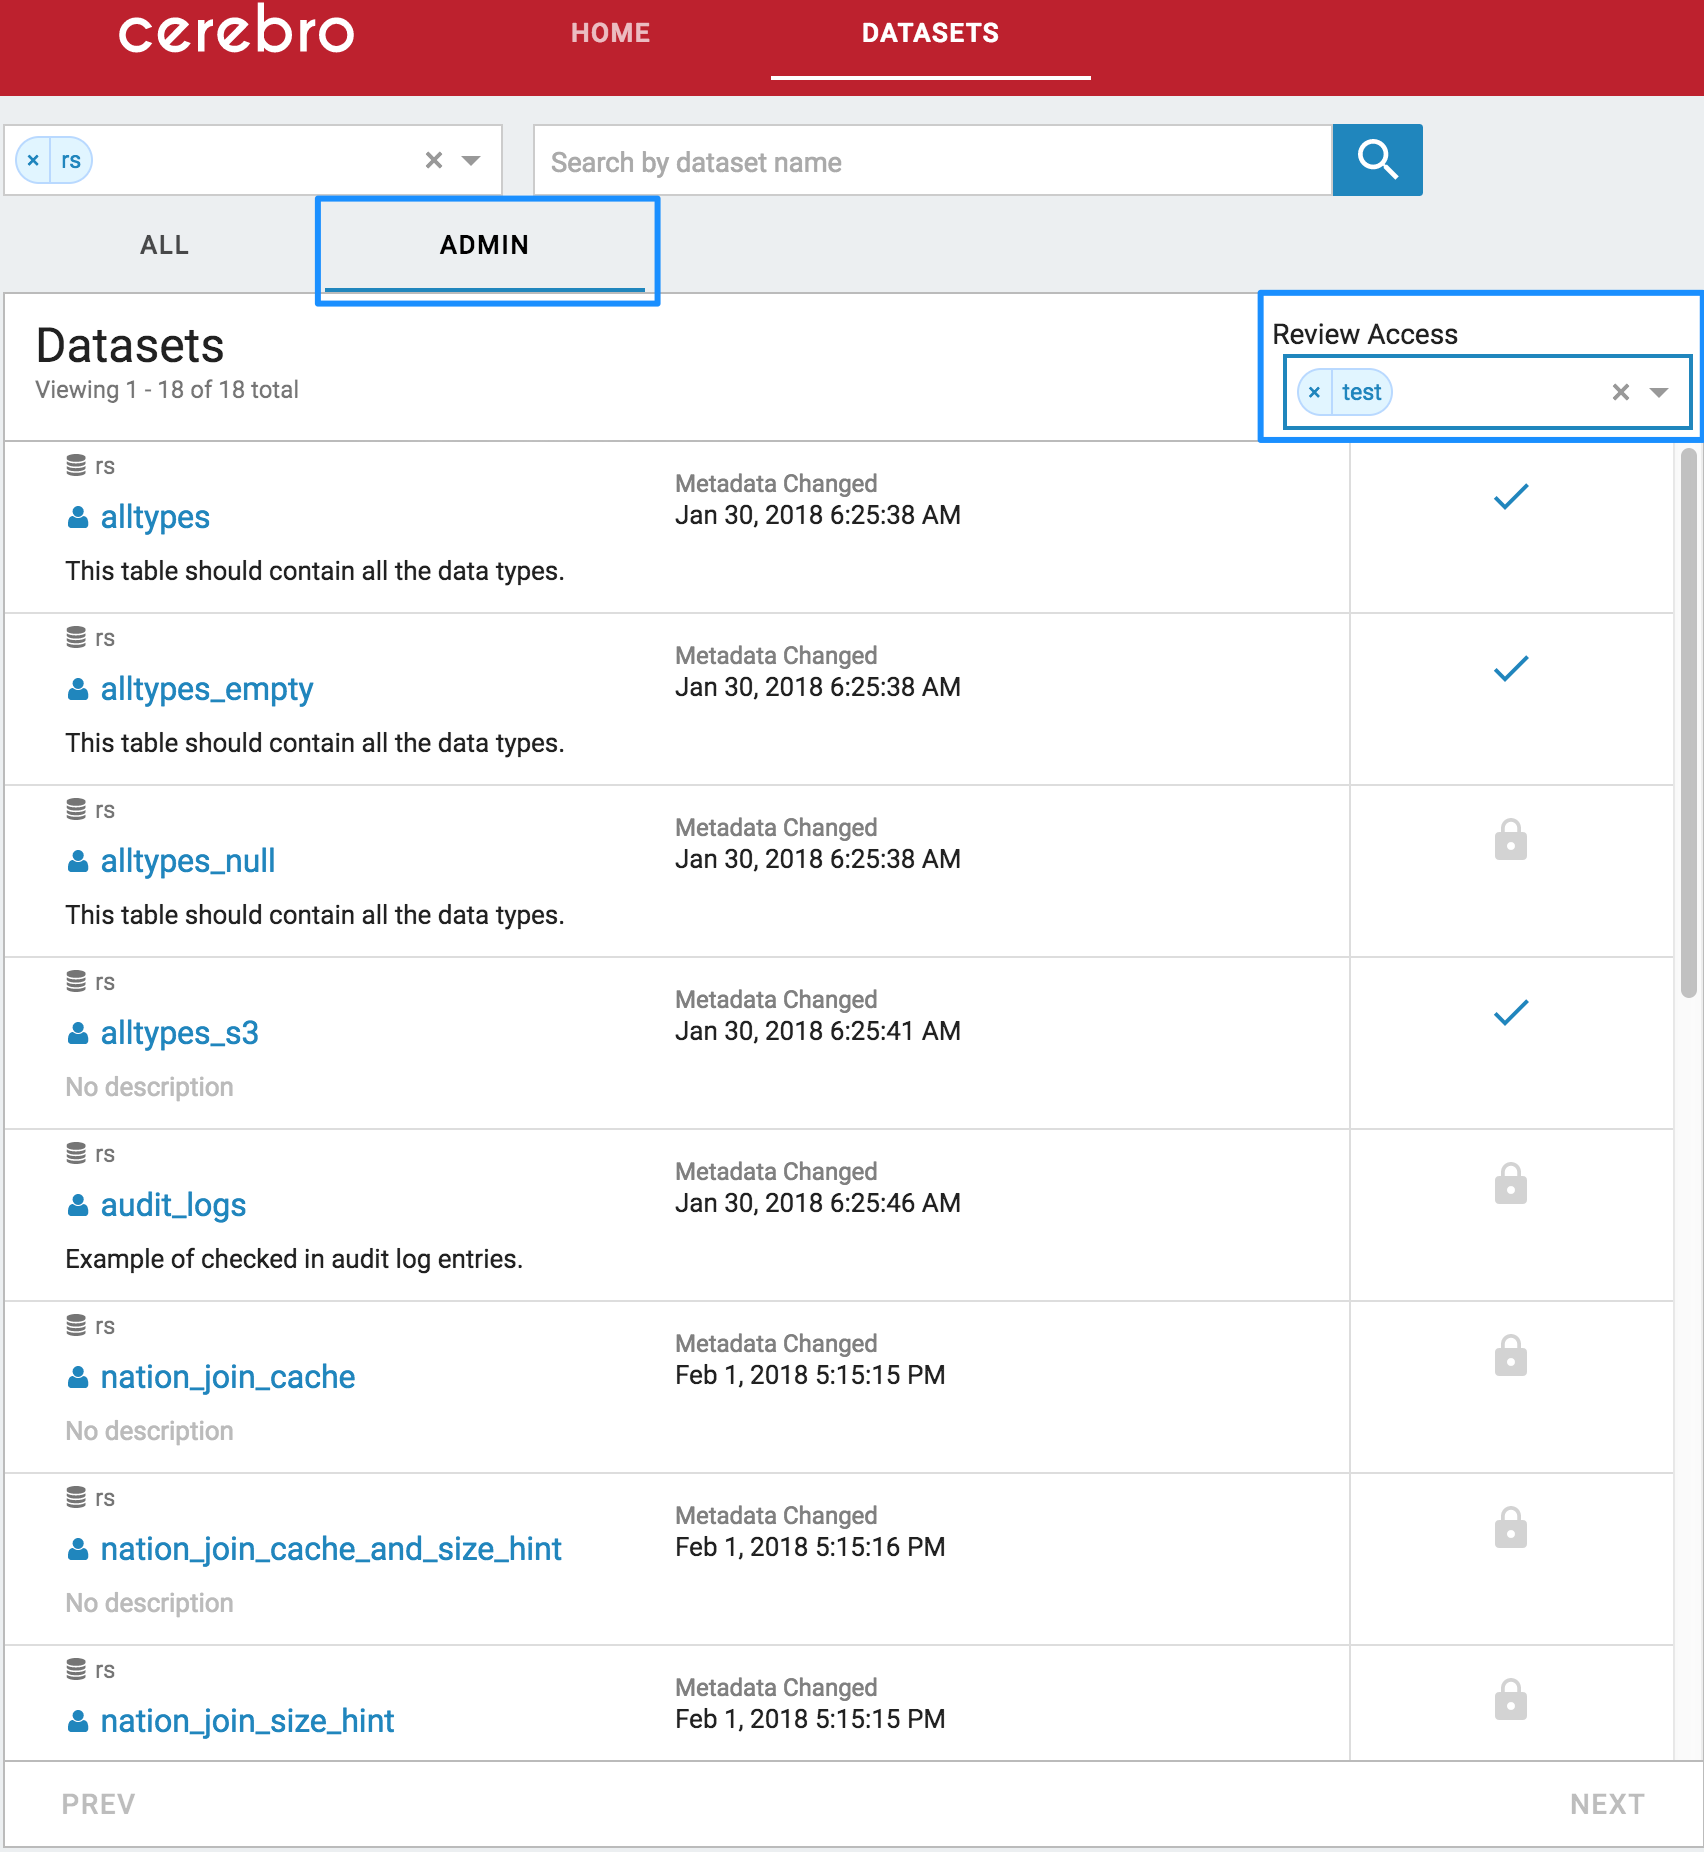 cerebro HOME DATASETS
× rs × Search by dataset name
ALL ADMIN
Datasets
Viewing 1 - 18 of 18 total
Review Access
× test ×
rs
alltypes
This table should contain all the data types.
Metadata Changed
Jan 30, 2018 6:25:38 AM
rs
alltypes_empty
This table should contain all the data types.
Metadata Changed
Jan 30, 2018 6:25:38 AM
rs
alltypes_null
This table should contain all the data types.
Metadata Changed
Jan 30, 2018 6:25:38 AM
rs
alltypes_s3
No description
Metadata Changed
Jan 30, 2018 6:25:41 AM
rs
audit_logs
Example of checked in audit log entries.
Metadata Changed
Jan 30, 2018 6:25:46 AM
rs
nation_join_cache
No description
Metadata Changed
Feb 1, 2018 5:15:15 PM
rs
nation_join_cache_and_size_hint
No description
Metadata Changed
Feb 1, 2018 5:15:16 PM
rs
nation_join_size_hint
Metadata Changed
Feb 1, 2018 5:15:15 PM
PREV NEXT